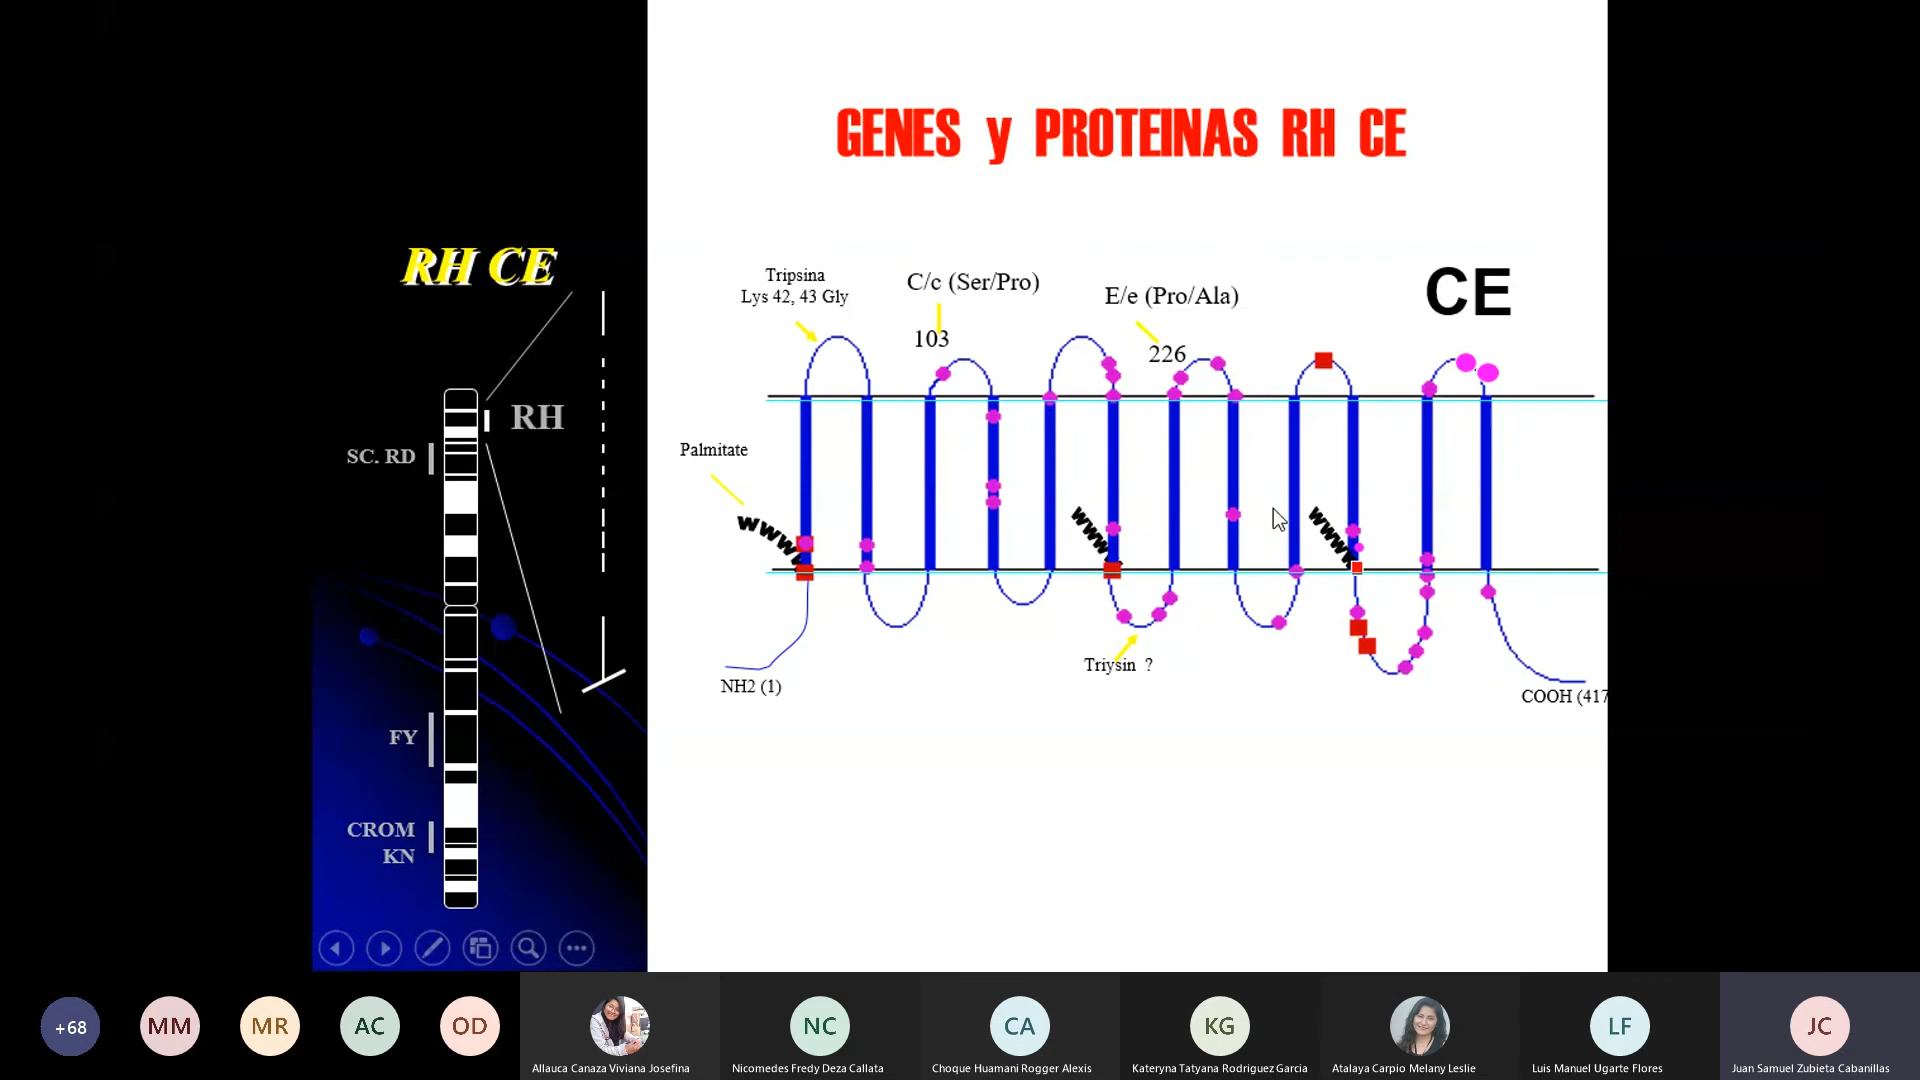 GENES y PROTEINAS RH CE
RH CE
RH
SC. RD
FY
CROM
KN
Tripsina
Lys 42, 43 Gly
C/c (Ser/Pro)
103
E/e (Pro/Ala)
226
CE
Palmitate
WWWW
WWWW
WWWW
Triysin ?
NH2 (1)
COOH (417
+68
MM
MR
AC
OD
NC
CA
KG
LF
JC
Allauca Canaza Viviana Josefina
Nicomedes Fredy Deza Callata
Choque Huamani Rogger Alexis
Kateryna Tatyana Rodriguez Garcia
Atalaya Carpio Melany Leslie
Luis Manuel Ugarte Flores
Juan Samuel Zubieta Cabanillas